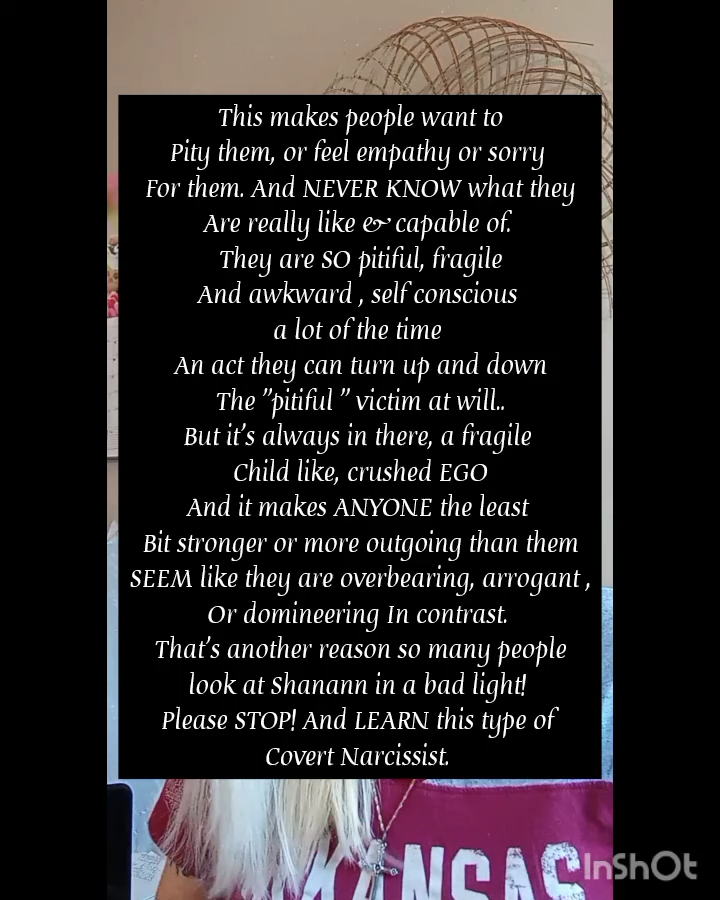 This makes people want to
Pity them, or feel empathy or sorry
For them. And NEVER KNOW what they
Are really like & capable of.
They are SO pitiful, fragile
And awkward , self conscious
a lot of the time
An act they can turn up and down
The "pitiful " victim at will..
But it's always in there, a fragile
Child like, crushed EGO
And it makes ANYONE the least
Bit stronger or more outgoing than them
SEEM like they are overbearing, arrogant ,
Or domineering In contrast.
That's another reason so many people
look at Shanann in a bad light!
Please STOP! And LEARN this type of
Covert Narcissist.
KANSAS
InShOt